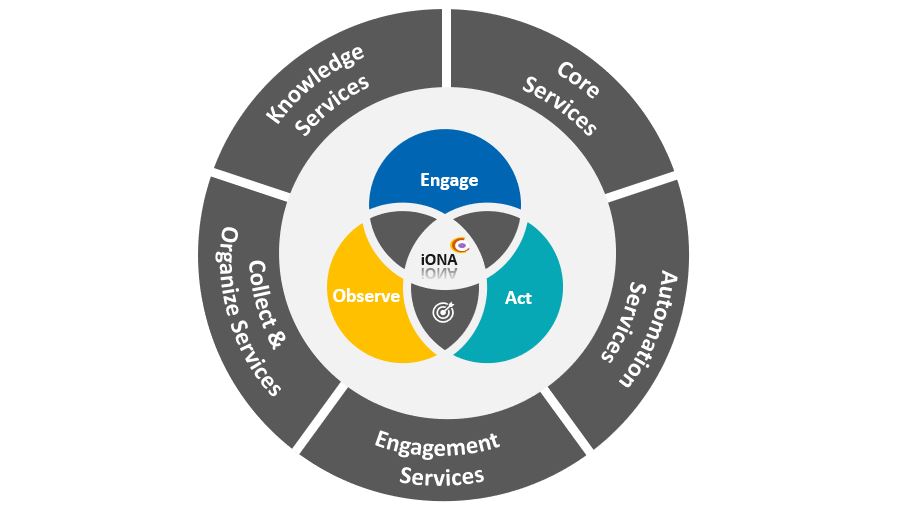 Knowledge
Services
Core
Services
Engage
iONA
Observe
Act
Collect &
Organize Services
Automation
Services
Engagement
Services